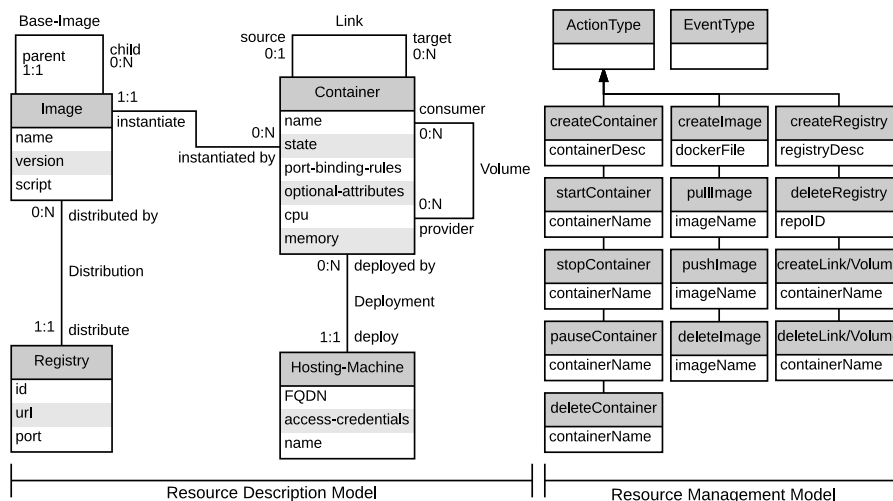 Base-Image
parent
1:1
child
0:N
Image
name
version
script
1:1
instantiate
0:N
instantiated by
0:N
distributed by
Distribution
1:1
distribute
Registry
id
url
port
Link
source
0:1
target
0:N
Container
name
state
port-binding-rules
optional-attributes
cpu
memory
consumer
0:N
Volume
0:N
provider
0:N
deployed by
Deployment
1:1
deploy
Hosting-Machine
FQDN
access-credentials
name
Resource Description Model
ActionType
EventType
createContainer
containerDesc
startContainer
containerName
stopContainer
containerName
pauseContainer
containerName
deleteContainer
containerName
createImage
dockerFile
pullImage
imageName
pushImage
imageName
deleteImage
imageName
createRegistry
registryDesc
deleteRegistry
repoID
createLink/Volum
containerName
deleteLink/Volum
containerName
Resource Management Model